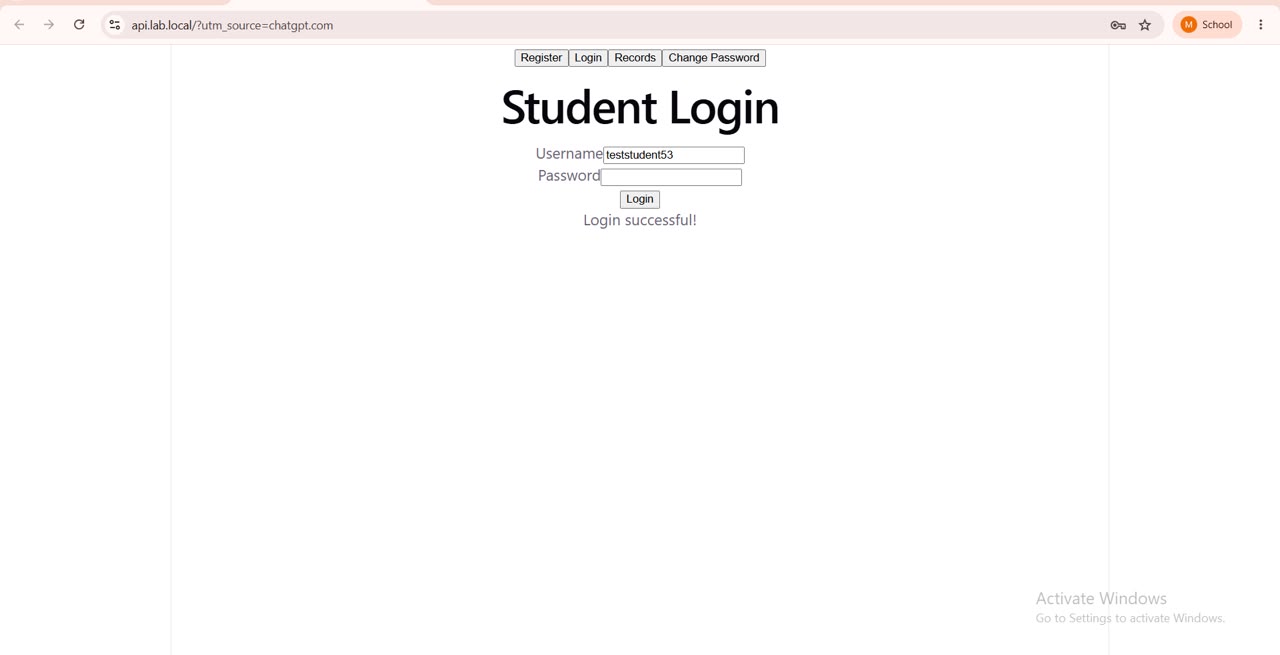 api.lab.local/?utm_source=chatgpt.com
M School
Register Login Records Change Password
Student Login
Username teststudent53
Password
Login
Login successful!
Activate Windows
Go to Settings to activate Windows.